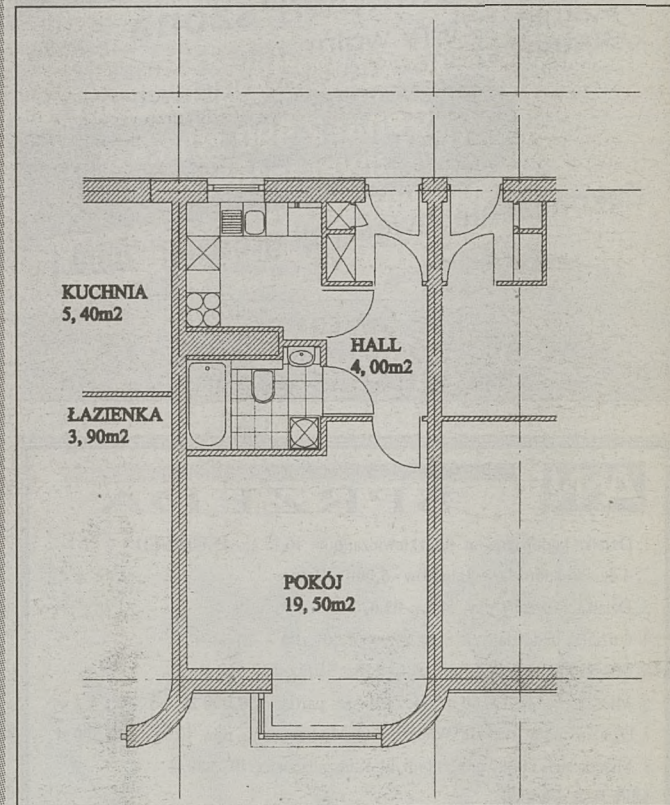 KUCHNIA
5, 40m2
HALL
4, 00m2
ŁAZIENKA
3, 90m2
POKÓJ
19, 50m2